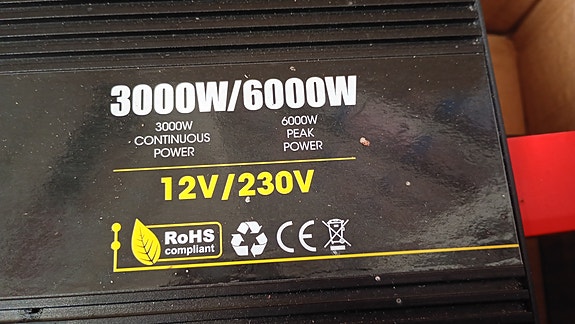 3000W/6000W
3000W
CONTINUOUS
POWER
6000W
PEAK
POWER
12V/230V
RoHS
compliant
CE